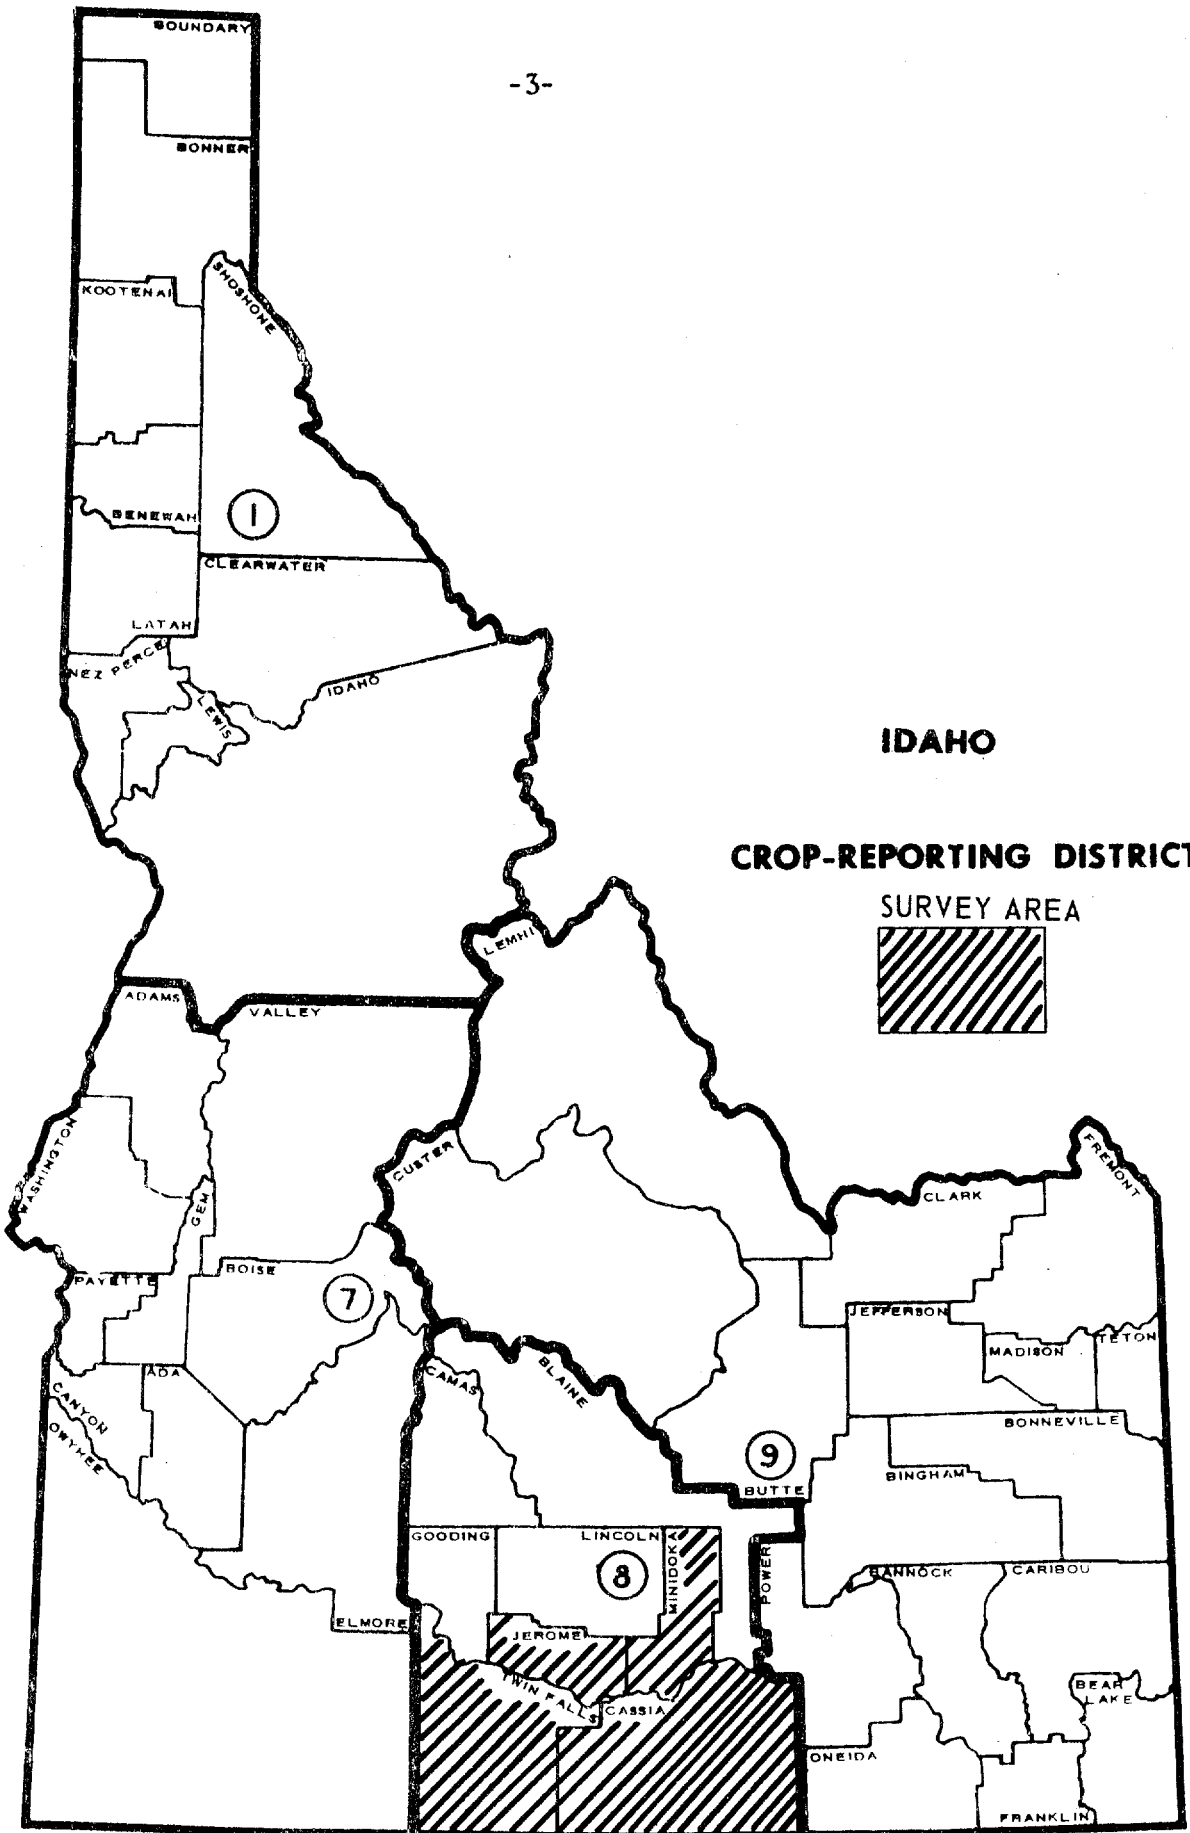 -3-
BOUNDARY
BONNER
KOOTENAI
SHOSHONE
1
BENEWAH
CLEARWATER
LATAH
NEZ PERCE
LEWIS
IDAHO
IDAHO
CROP-REPORTING DISTRICT
SURVEY AREA
LEMHI
ADAMS
VALLEY
WASHINGTON
GEM
CUSTER
FREMONT
CLARK
PAYETTE
BOISE
7
JEFFERSON
MADISON
TETON
ADA
CAMAS
BLAINE
CANYON
OWYHEE
BONNEVILLE
9
BUTTE
BINGHAM
GOODING
LINCOLN
MINIDOKA
8
POWER
BANNOCK
CARIBOU
ELMORE
JEROME
TWIN FALLS
CASSIA
BEAR
LAKE
ONEIDA
FRANKLIN